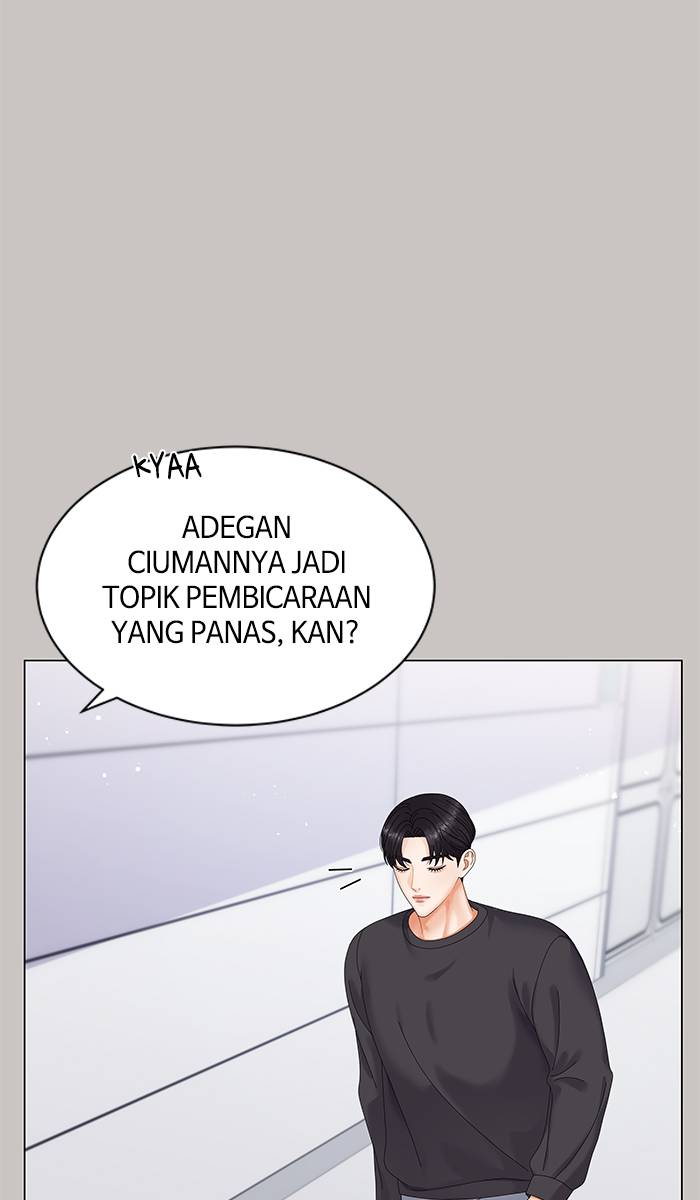 KYAA
ADEGAN
CIUMANNYA JADI
TOPIK PEMBICARAAN
YANG PANAS, KAN?